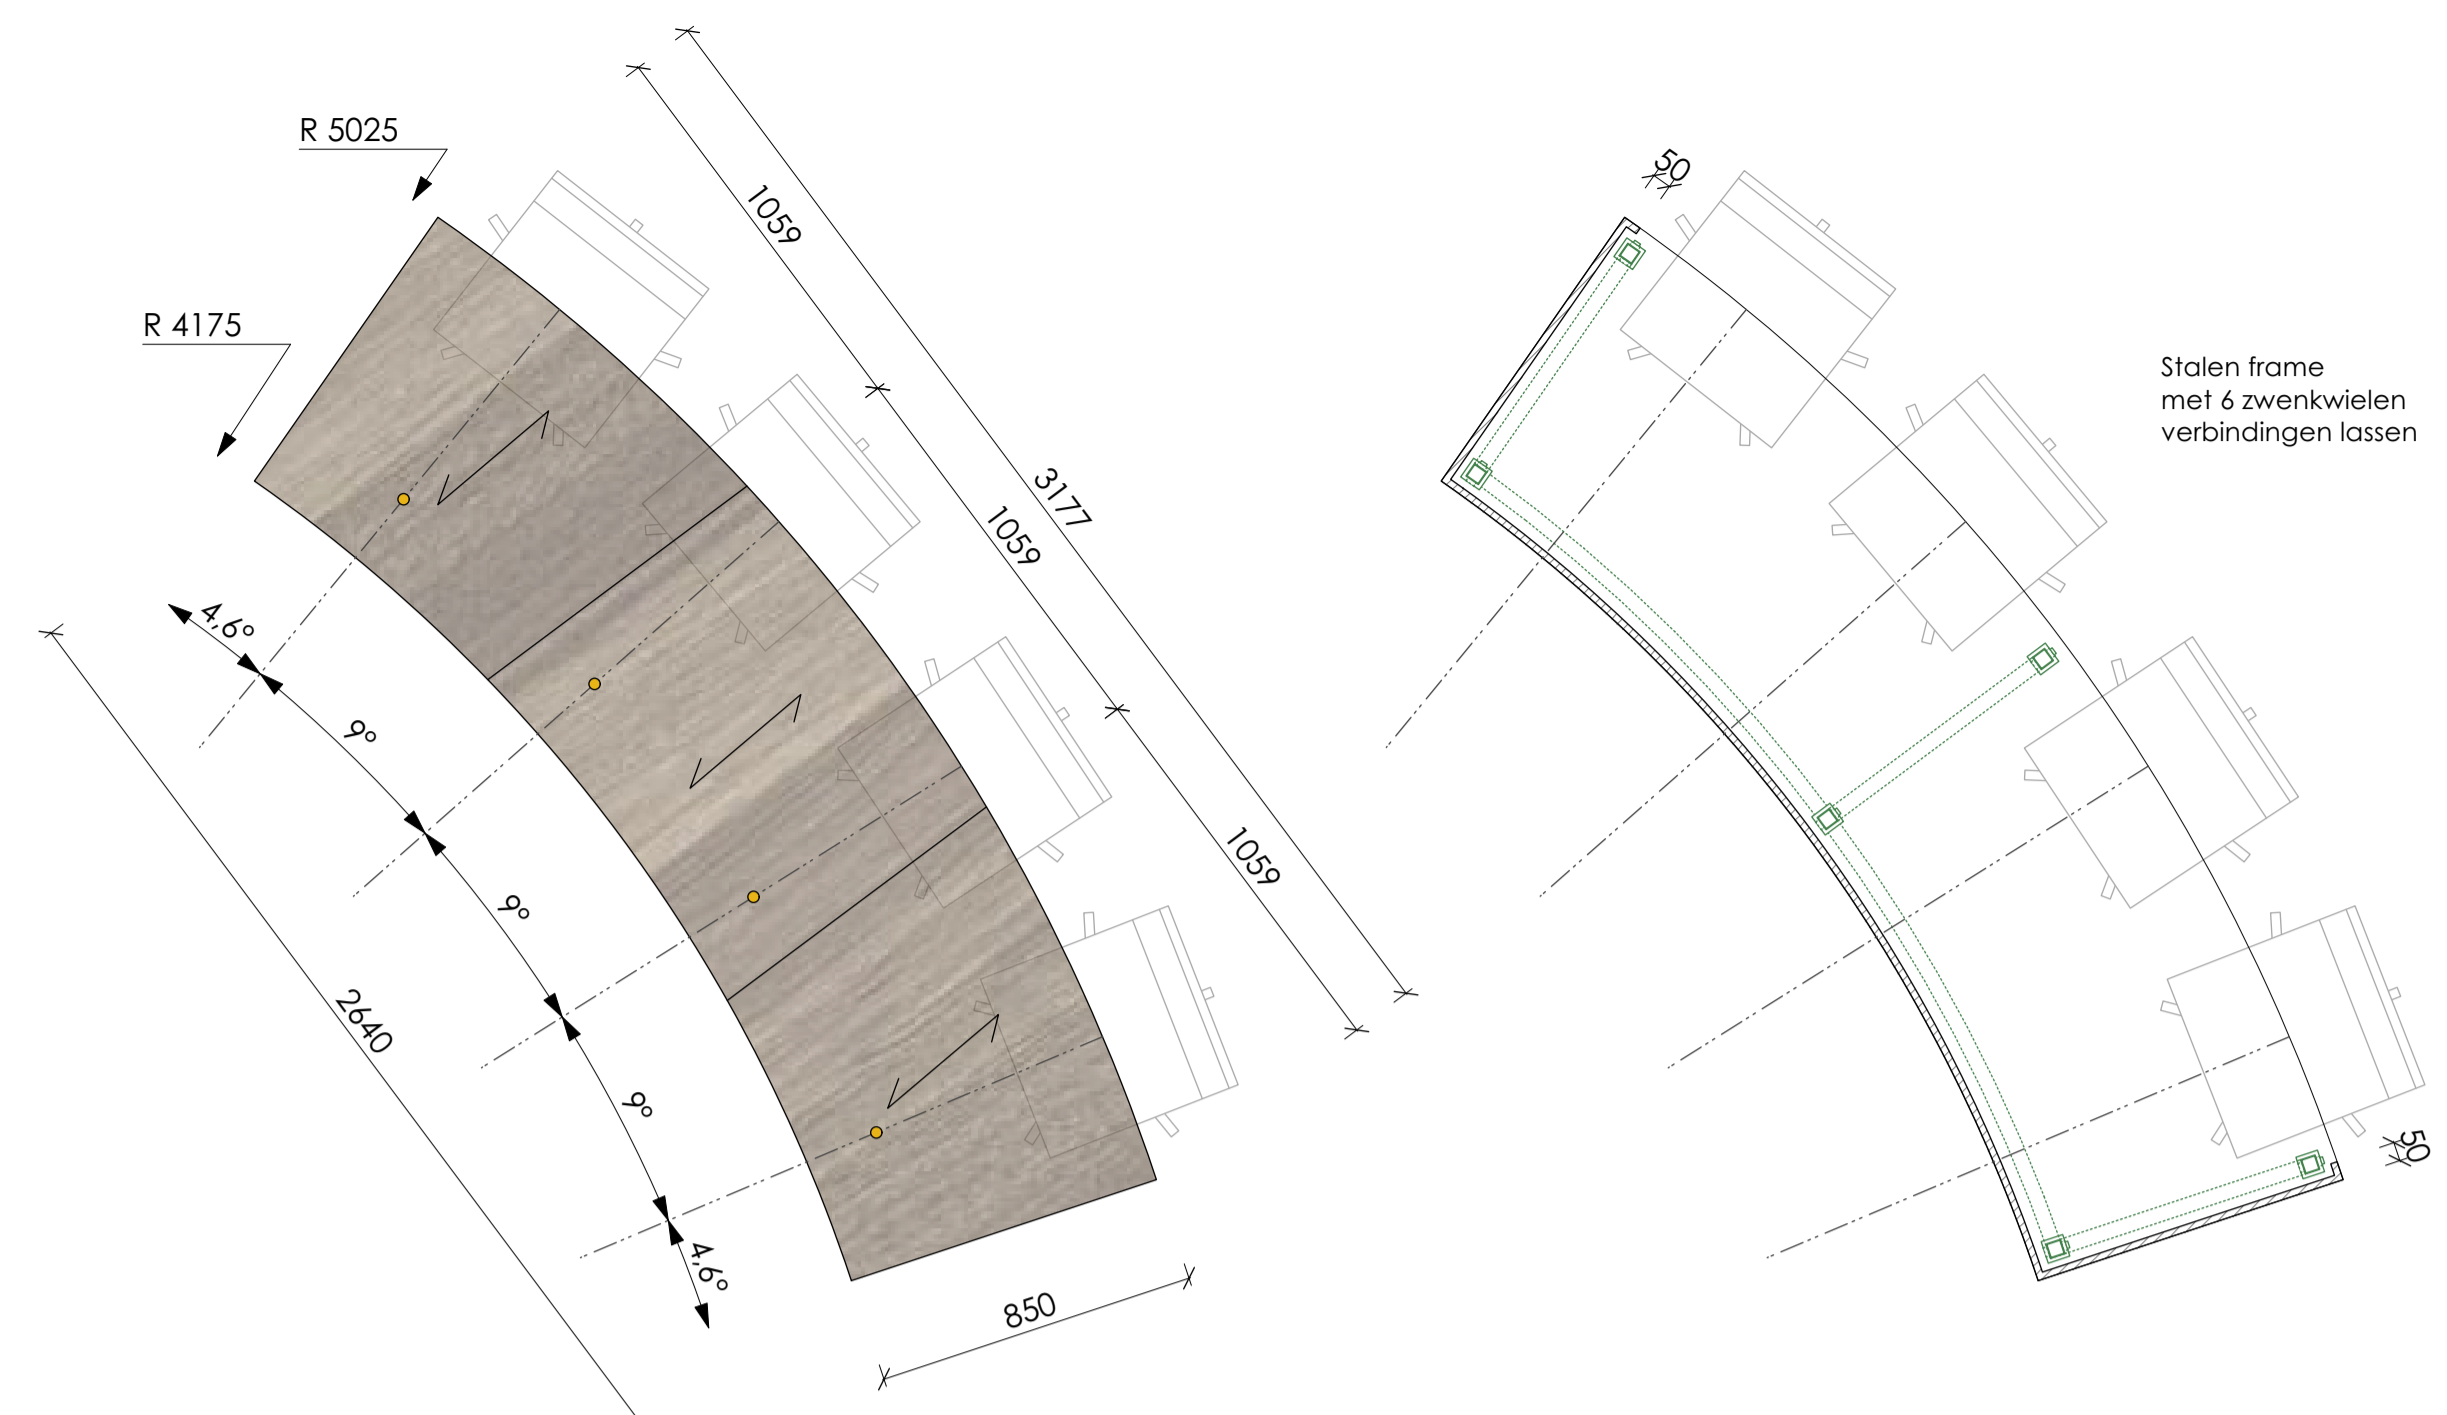 R 5025
R 4175
1059
1059
1059
3177
4,6°
9°
9°
9°
4,6°
2640
850
50
Stalen frame
met 6 zwenkwielen
verbindingen lassen
50